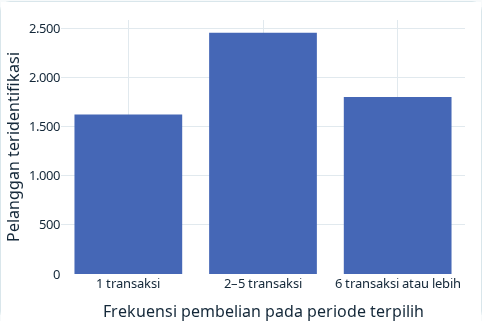 Pelanggan teridentifikasi
2.500
2.000
1.500
1.000
500
0
1 transaksi
2–5 transaksi
6 transaksi atau lebih
Frekuensi pembelian pada periode terpilih